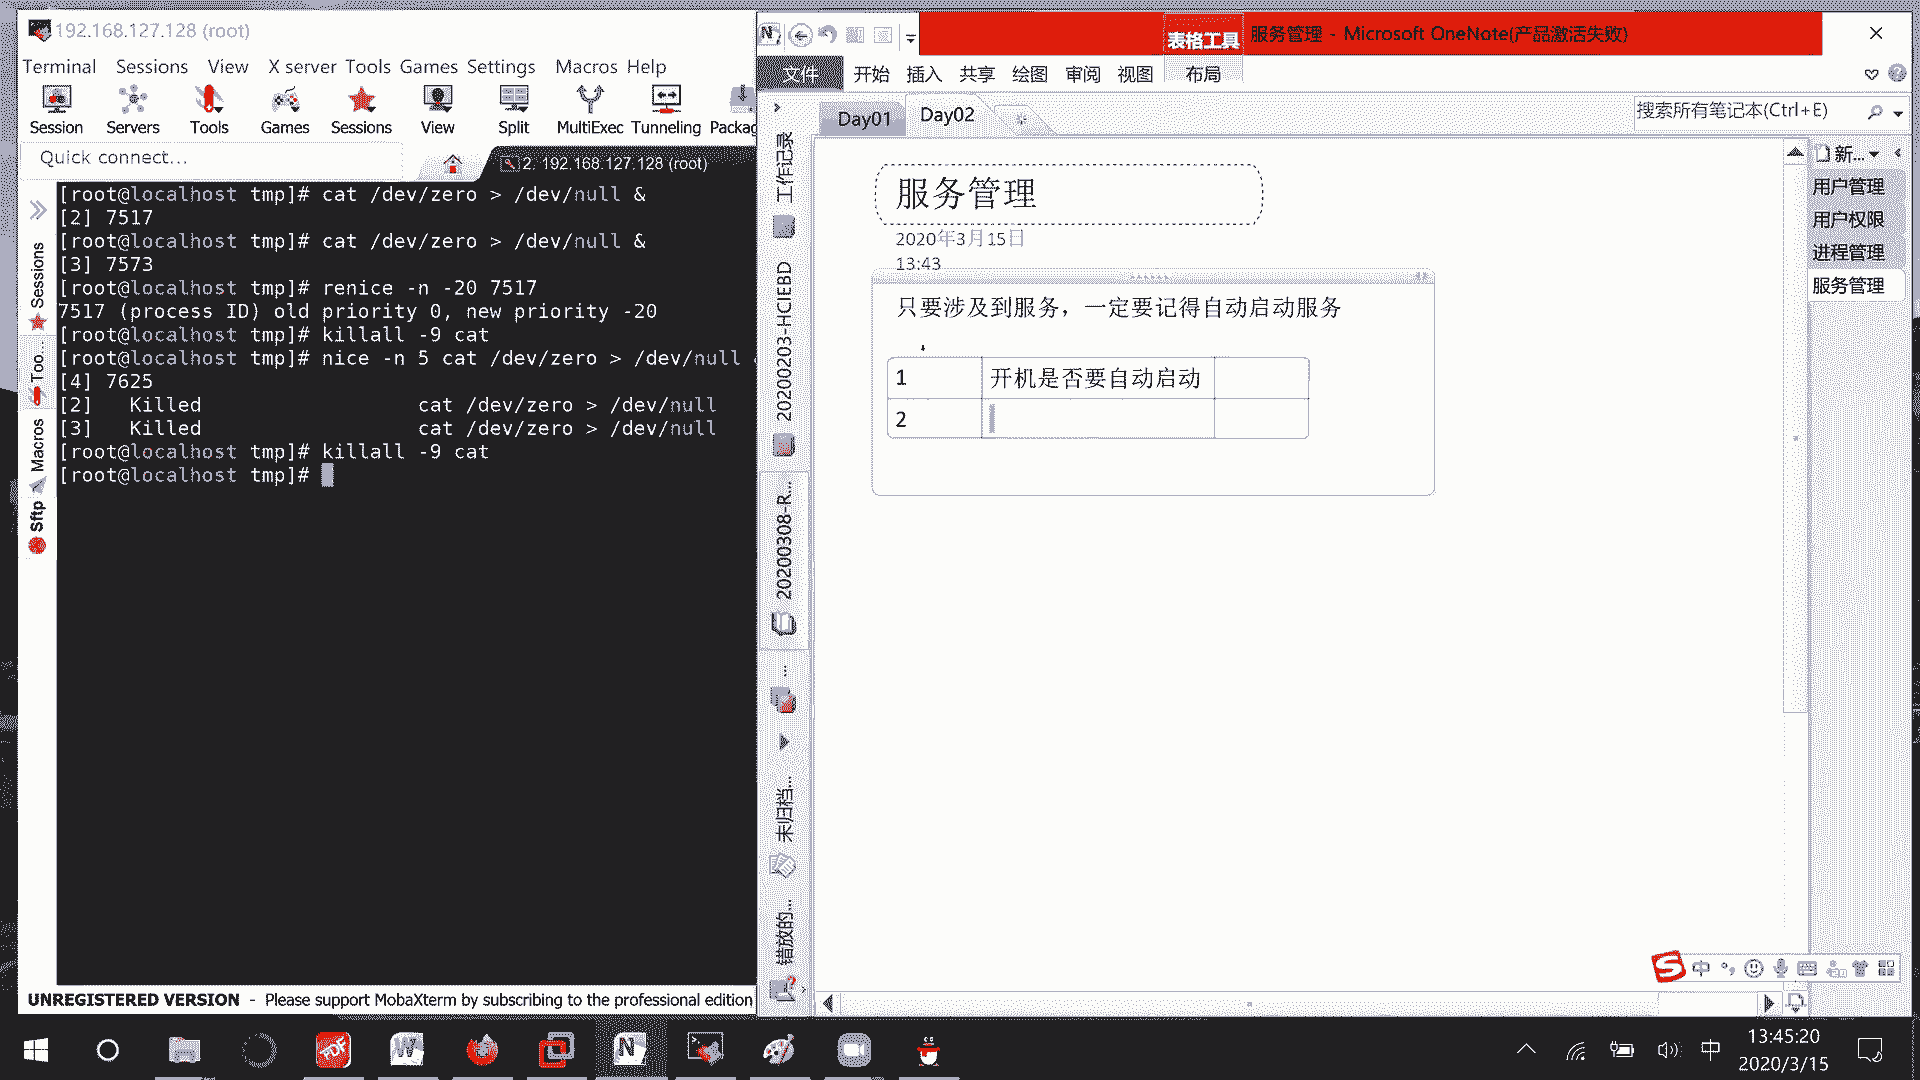 192.168.127.128 (root)
Terminal Sessions View X server Tools Games Settings Macros Help
Session Servers Tools Games Sessions View Split MultiExec Tunneling Packag
Quick connect...
2. 192.168.127.128 (root)
[root@localhost tmp]# cat /dev/zero > /dev/null &
[2] 7517
[root@localhost tmp]# cat /dev/zero > /dev/null &
[3] 7573
[root@localhost tmp]# renice -n -20 7517
7517 (process ID) old priority 0, new priority -20
[root@localhost tmp]# killall -9 cat
[root@localhost tmp]# nice -n 5 cat /dev/zero > /dev/null &
[4] 7625
[2] Killed cat /dev/zero > /dev/null
[3] Killed cat /dev/zero > /dev/null
[root@localhost tmp]# killall -9 cat
[root@localhost tmp]#
Sessions
Too...
Macros
Sftp
UNREGISTERED VERSION - Please support MobaXterm by subscribing to the professional edition
表格工具
服务管理 - Microsoft OneNote(产品激活失败)
文件 开始 插入 共享 绘图 审阅 视图 布局
Day01 Day02
搜索所有笔记本(Ctrl+E)
工作记录
20200203-HCIEBD
20200308-R...
...
未归档...
错放的...
服务管理
2020年3月15日
13:43
只要涉及到服务，一定要记得自动启动服务
1 开机是否要自动启动
2
新...
用户管理
用户权限
进程管理
服务管理
中
中
13:45:20
2020/3/15